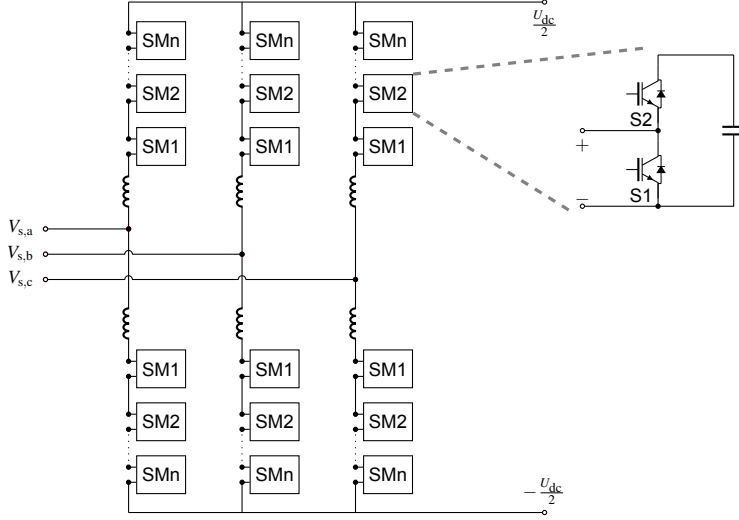 U_dc/2
SMn SMn SMn
SM2 SM2 SM2
S2
SM1 SM1 SM1
+
S1
−
V_s,a
V_s,b
V_s,c
SM1 SM1 SM1
SM2 SM2 SM2
SMn SMn SMn
− U_dc/2